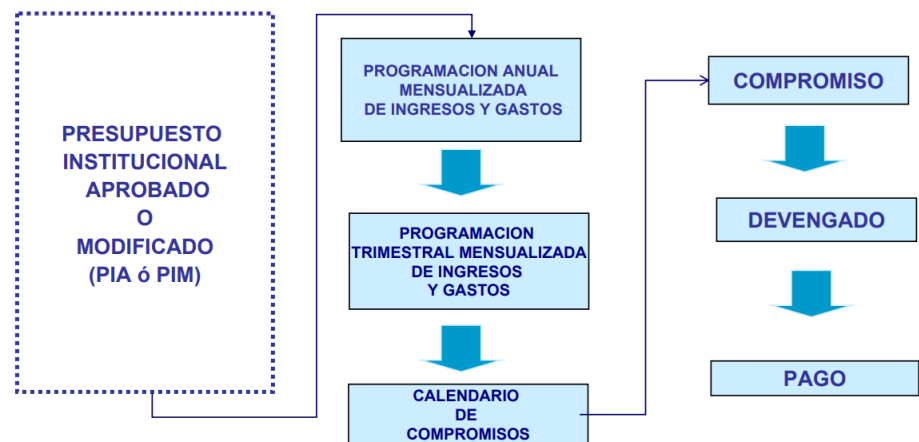 PRESUPUESTO
INSTITUCIONAL
APROBADO
O
MODIFICADO
(PIA ó PIM)
PROGRAMACION ANUAL
MENSUALIZADA
DE INGRESOS Y GASTOS
PROGRAMACION
TRIMESTRAL MENSUALIZADA
DE INGRESOS
Y GASTOS
CALENDARIO
DE
COMPROMISOS
COMPROMISO
DEVENGADO
PAGO